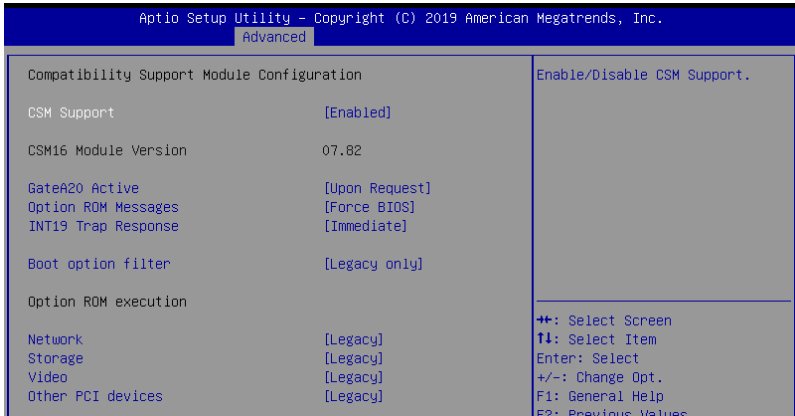 Aptio Setup Utility – Copyright (C) 2019 American Megatrends, Inc.
Advanced
Compatibility Support Module Configuration
CSM Support [Enabled]
CSM16 Module Version 07.82
GateA20 Active [Upon Request]
Option ROM Messages [Force BIOS]
INT19 Trap Response [Immediate]
Boot option filter [Legacy only]
Option ROM execution
Network [Legacy]
Storage [Legacy]
Video [Legacy]
Other PCI devices [Legacy]
Enable/Disable CSM Support.
→←: Select Screen
↑↓: Select Item
Enter: Select
+/-: Change Opt.
F1: General Help
F2: Previous Values